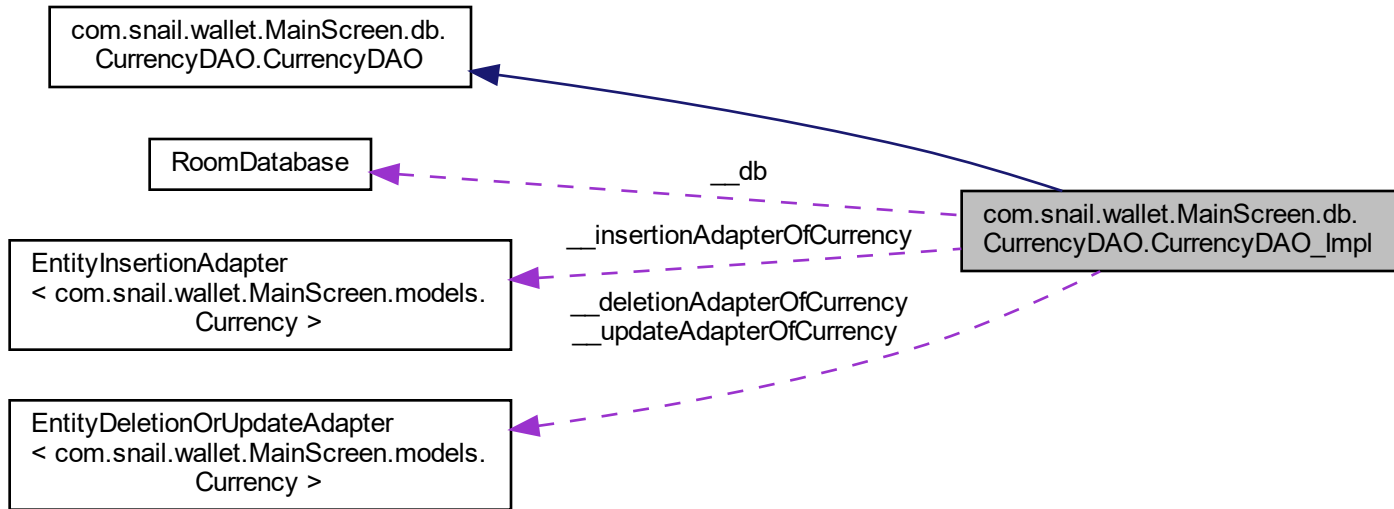 com.snail.wallet.MainScreen.db.
CurrencyDAO.CurrencyDAO
RoomDatabase
__db
com.snail.wallet.MainScreen.db.
CurrencyDAO.CurrencyDAO_Impl
__insertionAdapterOfCurrency
EntityInsertionAdapter
< com.snail.wallet.MainScreen.models.
Currency >
__deletionAdapterOfCurrency
__updateAdapterOfCurrency
EntityDeletionOrUpdateAdapter
< com.snail.wallet.MainScreen.models.
Currency >